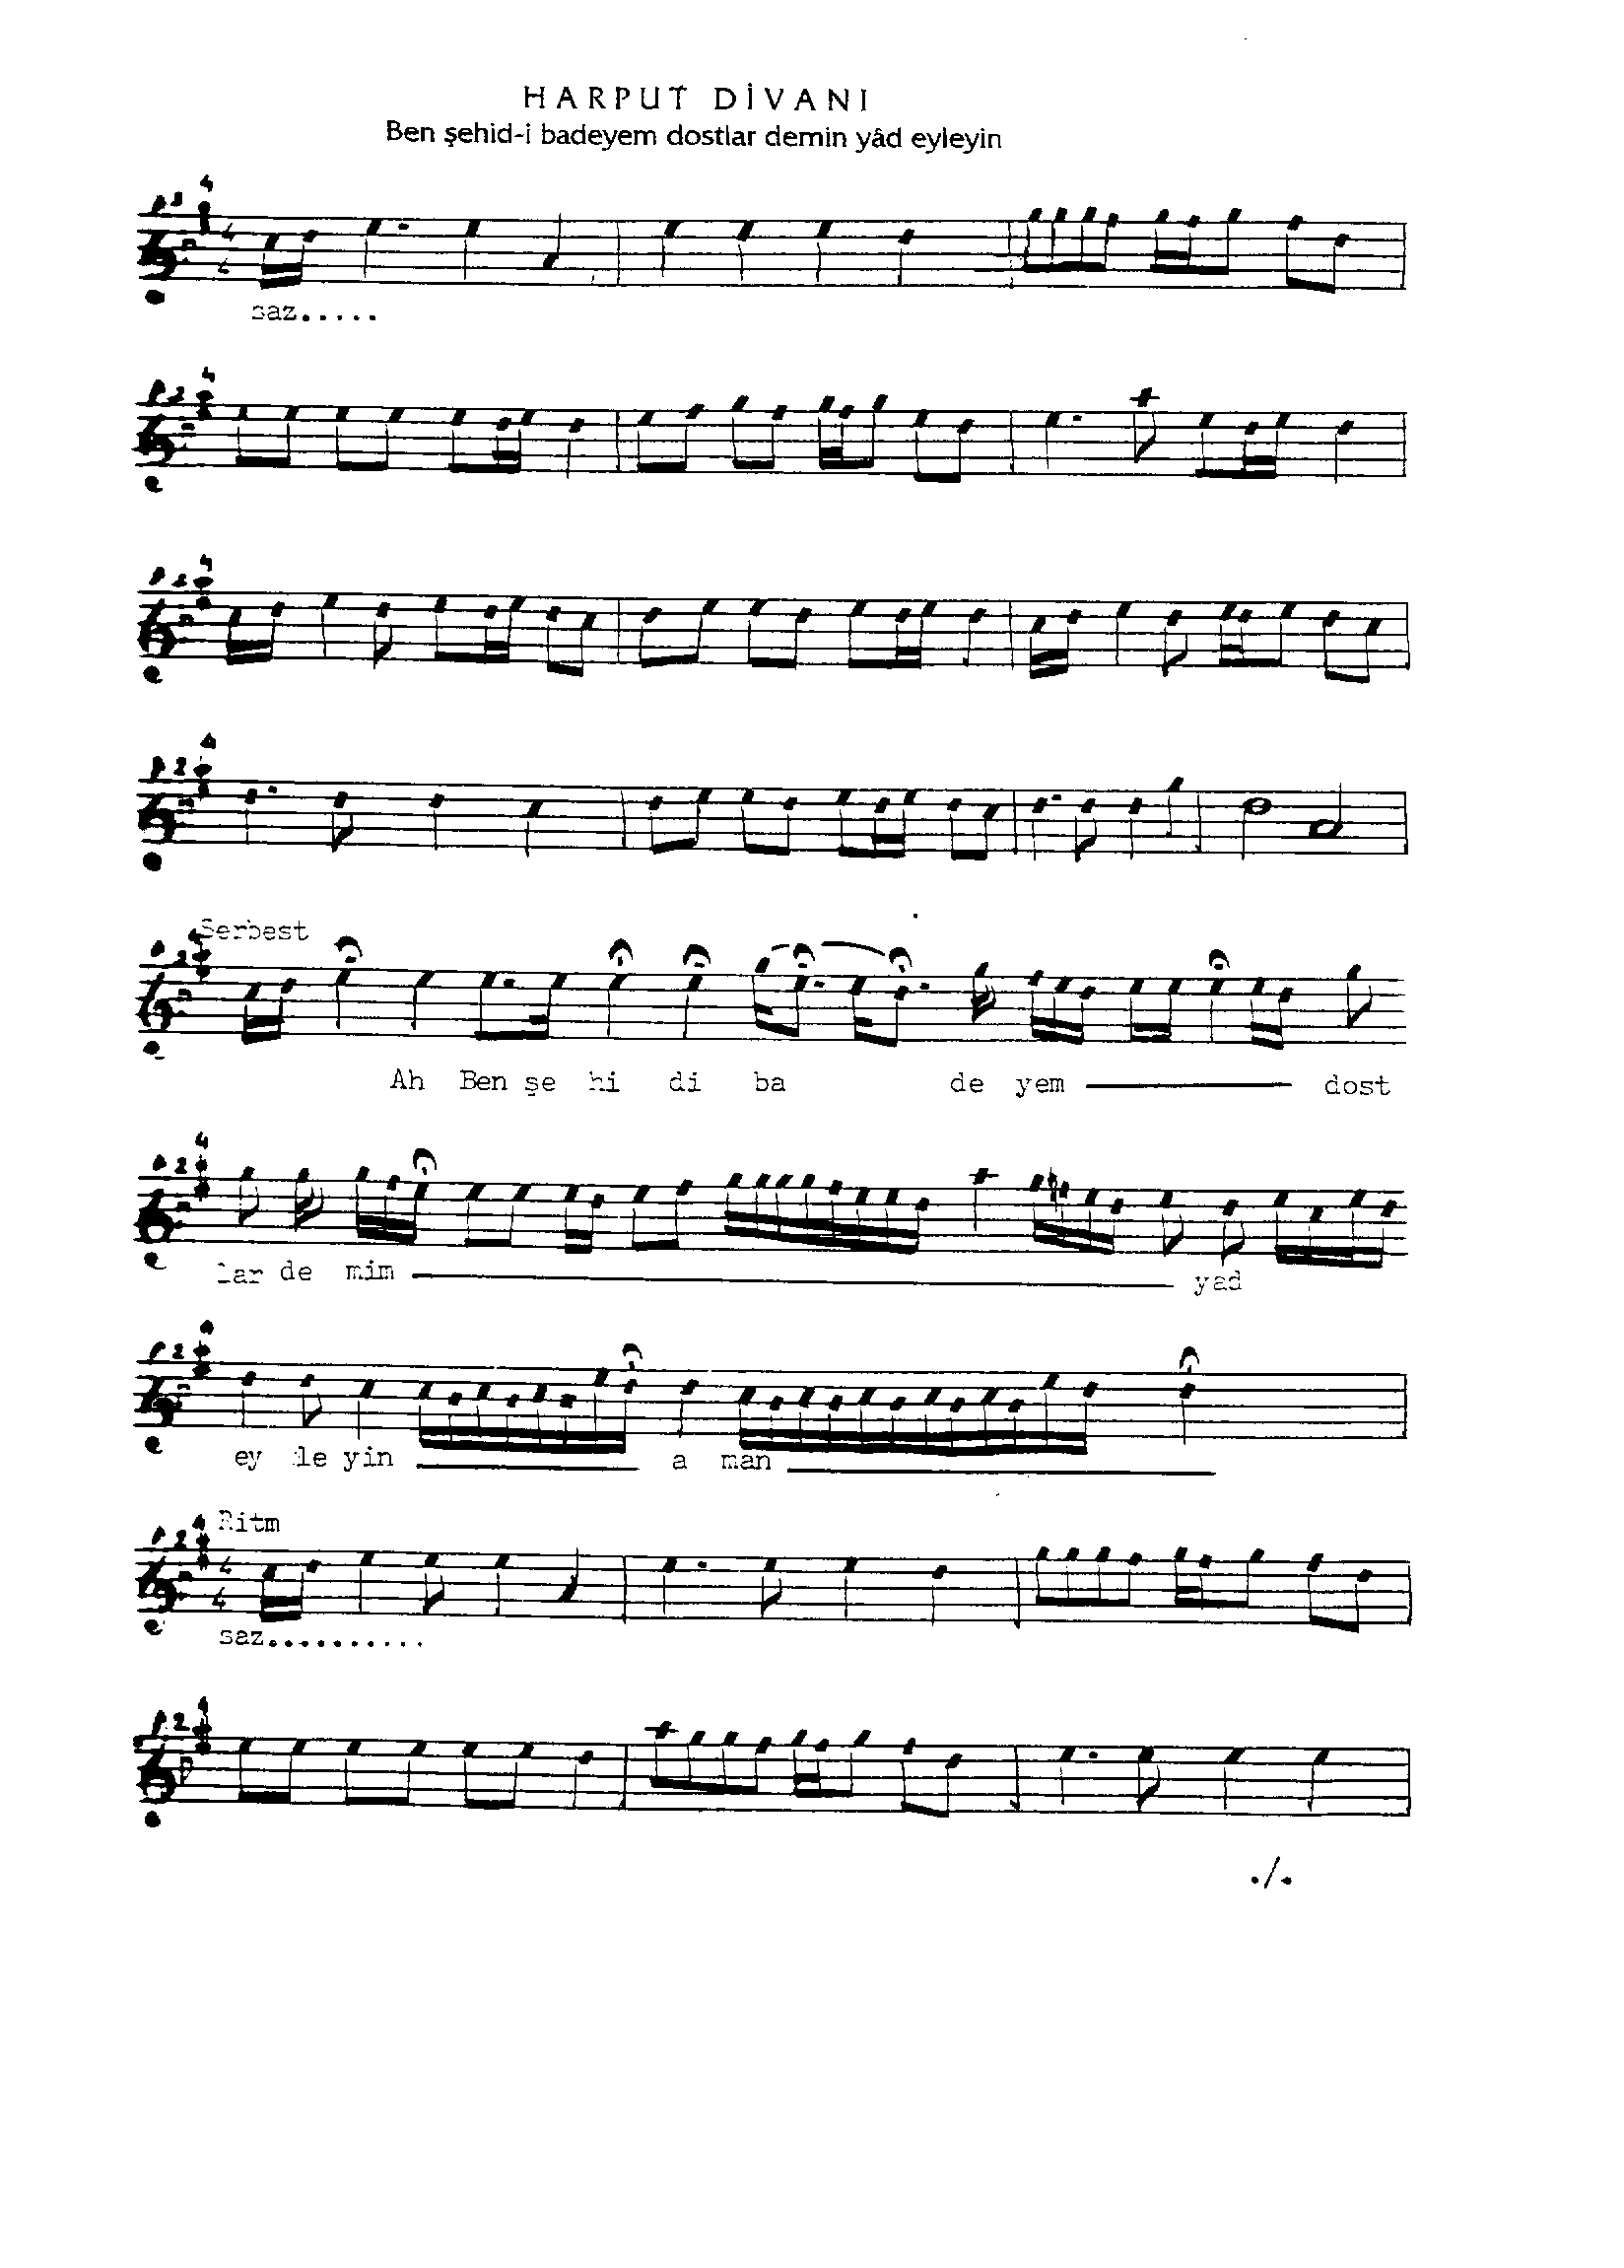 HARPUT DİVANI
Ben şehid-i badeyem dostlar demin yâd eyleyin
saz.....
Serbest
Ah Ben şe hi di ba de yem dost
lar de mim yad
ey le yin a man
Ritm
saz..........
./.